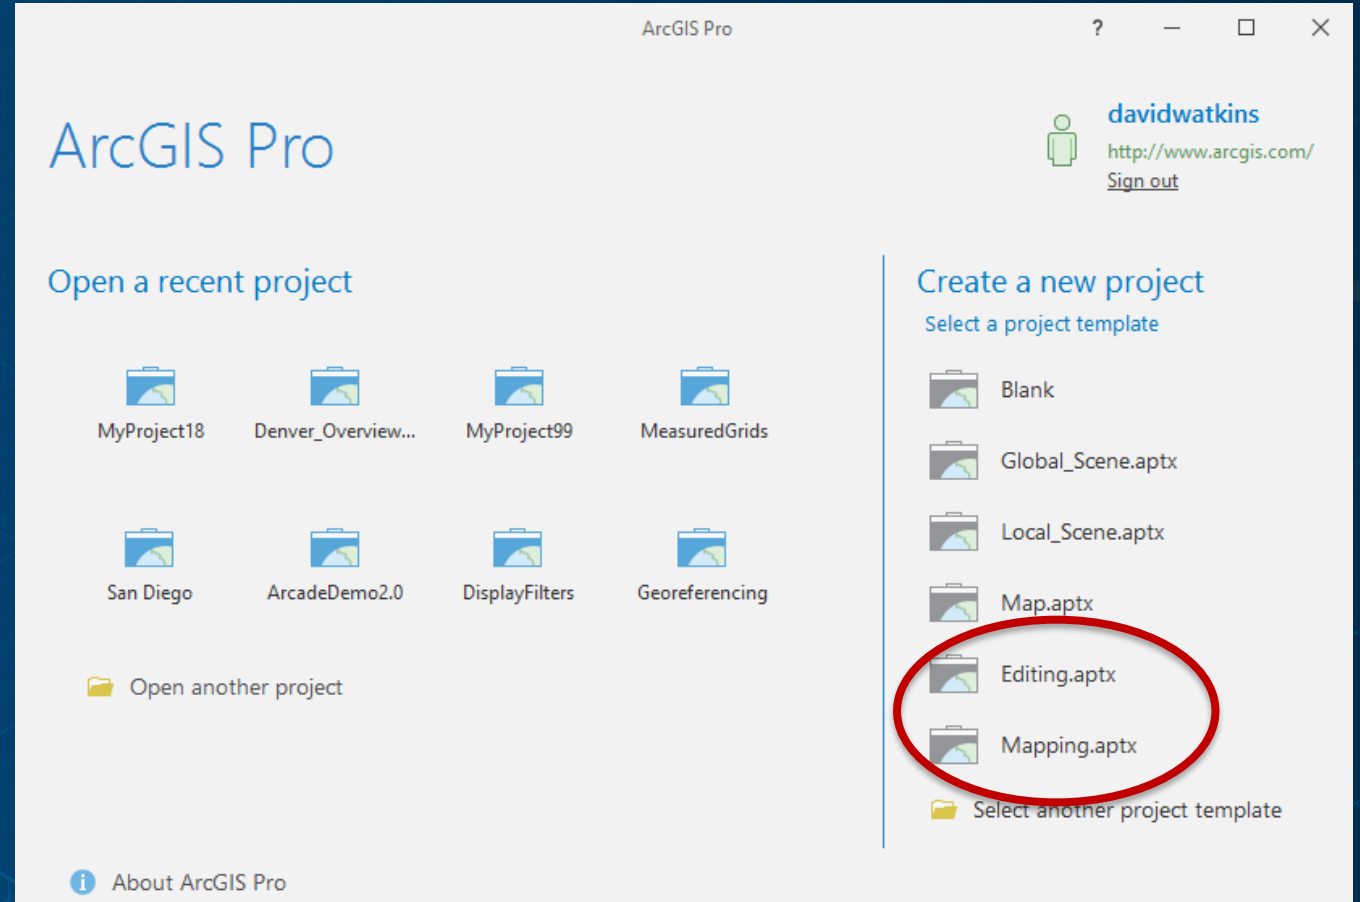 ArcGIS Pro
?
ArcGIS Pro
davidwatkins
http://www.arcgis.com/
Sign out
Open a recent project
MyProject18
Denver_Overview...
MyProject99
MeasuredGrids
San Diego
ArcadeDemo2.0
DisplayFilters
Georeferencing
Open another project
Create a new project
Select a project template
Blank
Global_Scene.aptx
Local_Scene.aptx
Map.aptx
Editing.aptx
Mapping.aptx
Select another project template
About ArcGIS Pro